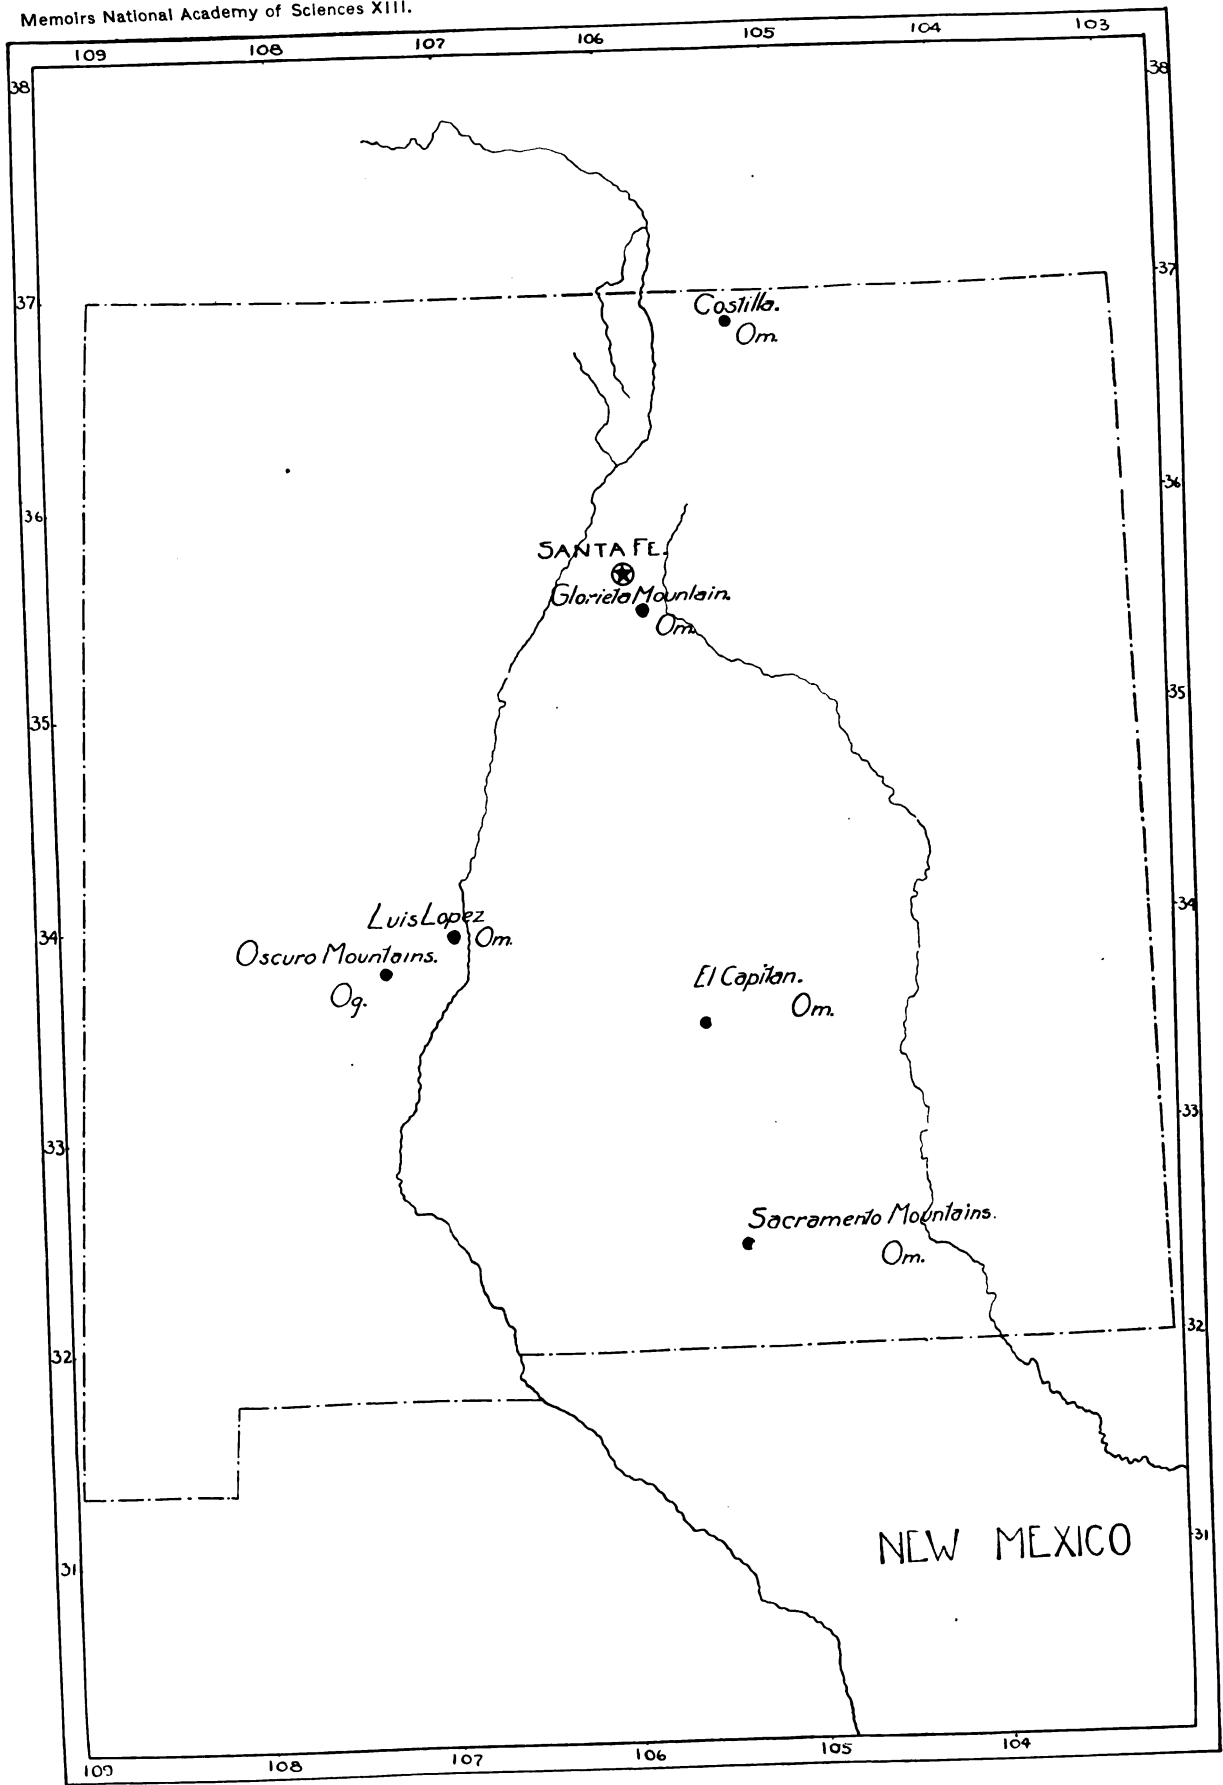 Memoirs National Academy of Sciences XIII.
109 108 107 106 105 104 103
38 38
37 37
Costilla.
Om.
36 36
SANTA FE.
Glorieta Mountain.
Om.
35 35
34 34
Luis Lopez
Om.
Oscuro Mountains.
Og.
El Capitan.
Om.
33 33
Sacramento Mountains.
Om.
32 32
NEW MEXICO
31 31
109 108 107 106 105 104